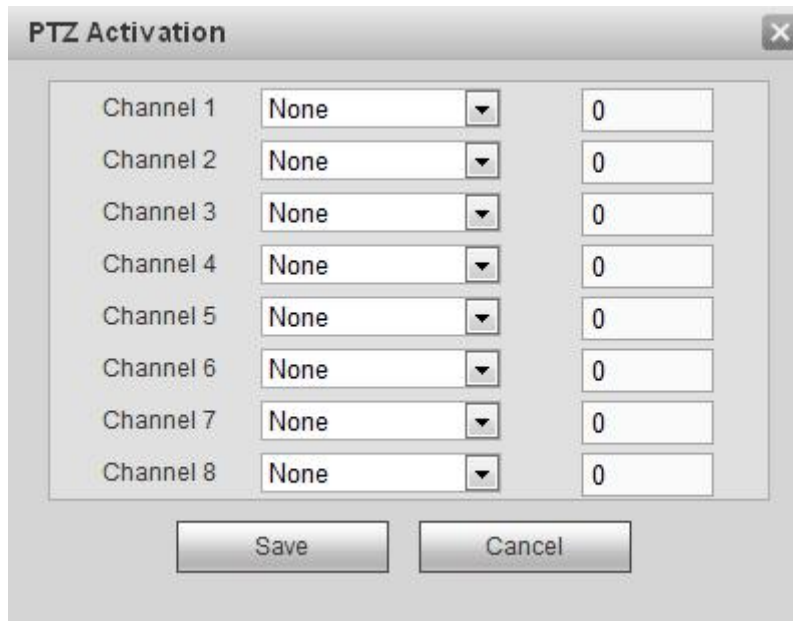 PTZ Activation
Channel 1 None 0
Channel 2 None 0
Channel 3 None 0
Channel 4 None 0
Channel 5 None 0
Channel 6 None 0
Channel 7 None 0
Channel 8 None 0
Save Cancel